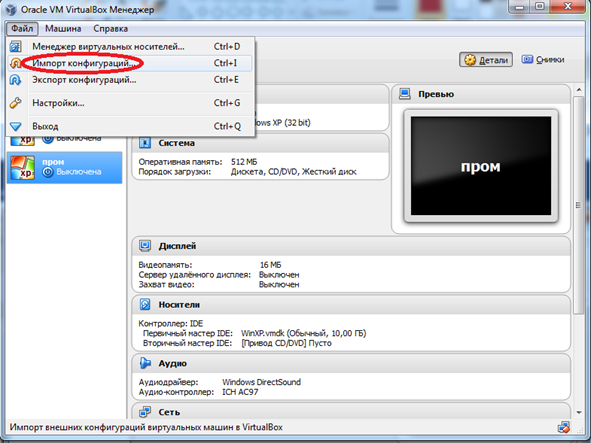 Oracle VM VirtualBox Менеджер
Файл Машина Справка
Менеджер виртуальных носителей... Ctrl+D
Импорт конфигураций... Ctrl+I
Экспорт конфигураций... Ctrl+E
Настройки... Ctrl+G
Выход Ctrl+Q
Детали Снимки
dows XP (32 bit)
xp
Выключена
xp
пром
Выключена
Система
Оперативная память: 512 МБ
Порядок загрузки: Дискета, CD/DVD, Жесткий диск
Превью
пром
Дисплей
Видеопамять: 16 МБ
Сервер удалённого дисплея: Выключен
Захват видео: Выключен
Носители
Контроллер: IDE
Первичный мастер IDE: WinXP.vmdk (Обычный, 10,00 ГБ)
Вторичный мастер IDE: [Привод CD/DVD] Пусто
Аудио
Аудиодрайвер: Windows DirectSound
Аудио-контроллер: ICH AC97
Сеть
Импорт внешних конфигураций виртуальных машин в VirtualBox